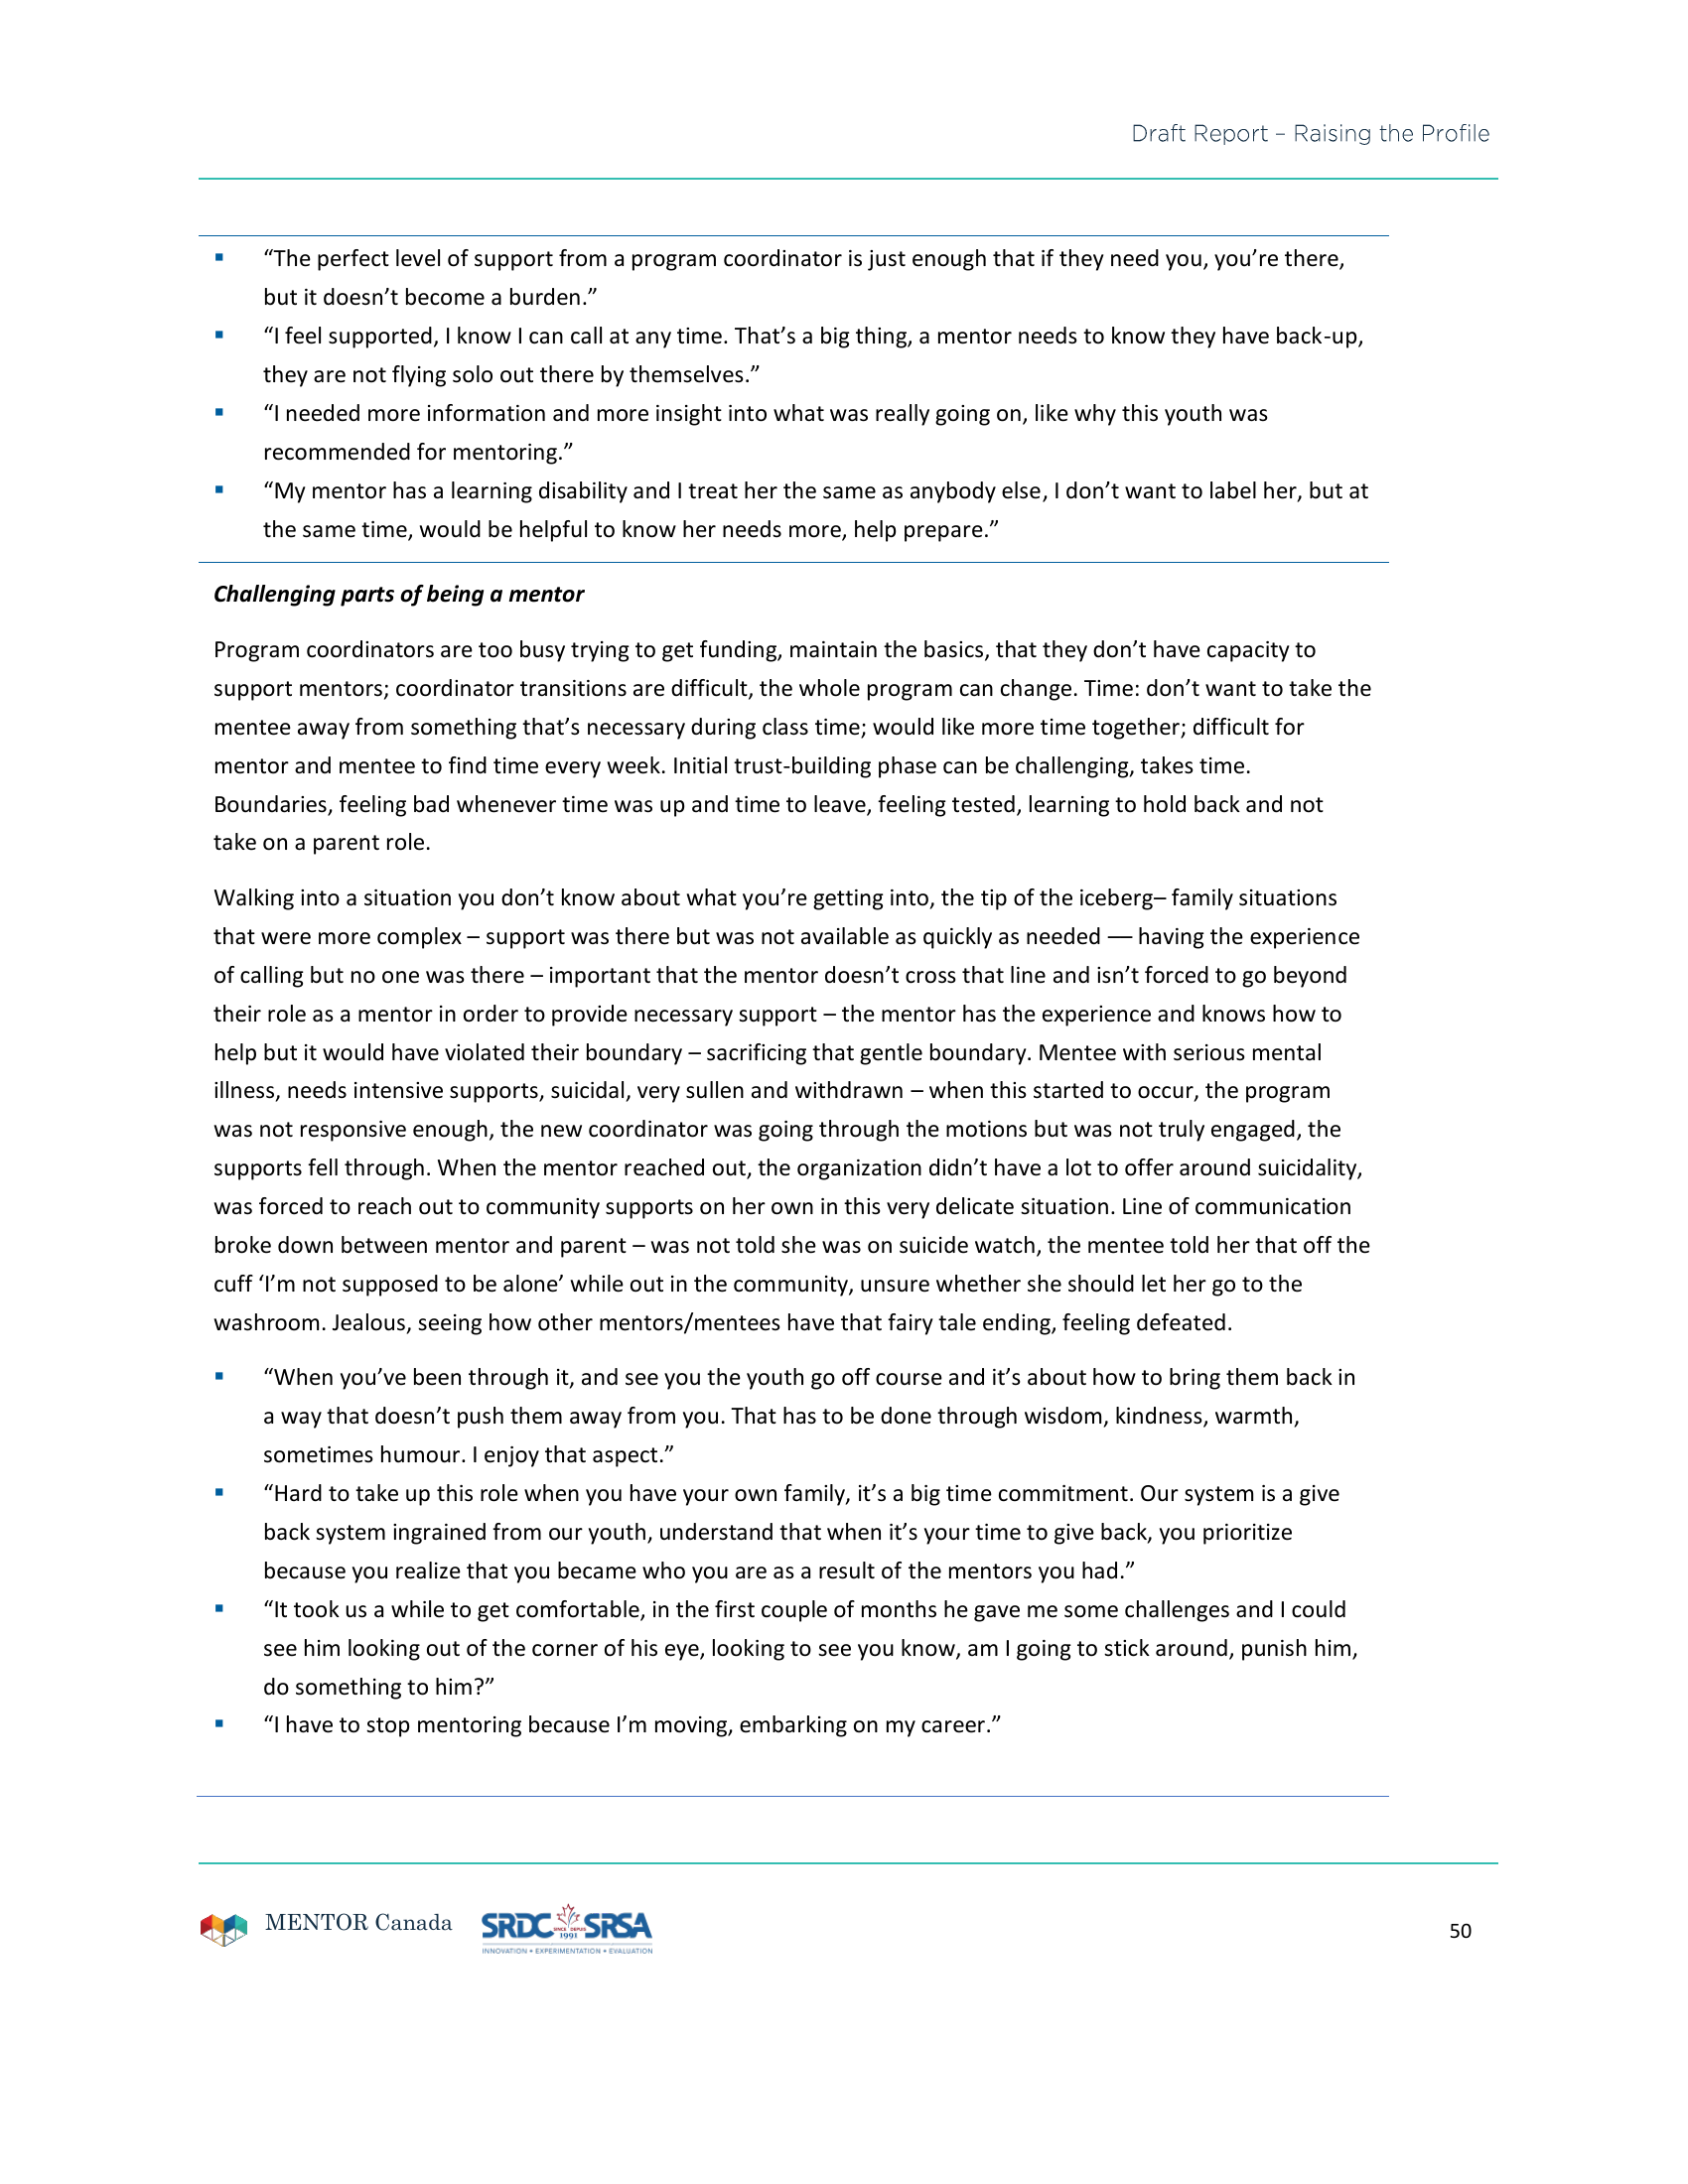 Draft Report – Raising the Profile
▪ “The perfect level of support from a program coordinator is just enough that if they need you, you’re there,
but it doesn’t become a burden.”
▪ “I feel supported, I know I can call at any time. That’s a big thing, a mentor needs to know they have back-up,
they are not flying solo out there by themselves.”
▪ “I needed more information and more insight into what was really going on, like why this youth was
recommended for mentoring.”
▪ “My mentor has a learning disability and I treat her the same as anybody else, I don’t want to label her, but at
the same time, would be helpful to know her needs more, help prepare.”
Challenging parts of being a mentor
Program coordinators are too busy trying to get funding, maintain the basics, that they don’t have capacity to
support mentors; coordinator transitions are difficult, the whole program can change. Time: don’t want to take the
mentee away from something that’s necessary during class time; would like more time together; difficult for
mentor and mentee to find time every week. Initial trust-building phase can be challenging, takes time.
Boundaries, feeling bad whenever time was up and time to leave, feeling tested, learning to hold back and not
take on a parent role.
Walking into a situation you don’t know about what you’re getting into, the tip of the iceberg– family situations
that were more complex – support was there but was not available as quickly as needed — having the experience
of calling but no one was there – important that the mentor doesn’t cross that line and isn’t forced to go beyond
their role as a mentor in order to provide necessary support – the mentor has the experience and knows how to
help but it would have violated their boundary – sacrificing that gentle boundary. Mentee with serious mental
illness, needs intensive supports, suicidal, very sullen and withdrawn – when this started to occur, the program
was not responsive enough, the new coordinator was going through the motions but was not truly engaged, the
supports fell through. When the mentor reached out, the organization didn’t have a lot to offer around suicidality,
was forced to reach out to community supports on her own in this very delicate situation. Line of communication
broke down between mentor and parent – was not told she was on suicide watch, the mentee told her that off the
cuff ‘I’m not supposed to be alone’ while out in the community, unsure whether she should let her go to the
washroom. Jealous, seeing how other mentors/mentees have that fairy tale ending, feeling defeated.
▪ “When you’ve been through it, and see you the youth go off course and it’s about how to bring them back in
a way that doesn’t push them away from you. That has to be done through wisdom, kindness, warmth,
sometimes humour. I enjoy that aspect.”
▪ “Hard to take up this role when you have your own family, it’s a big time commitment. Our system is a give
back system ingrained from our youth, understand that when it’s your time to give back, you prioritize
because you realize that you became who you are as a result of the mentors you had.”
▪ “It took us a while to get comfortable, in the first couple of months he gave me some challenges and I could
see him looking out of the corner of his eye, looking to see you know, am I going to stick around, punish him,
do something to him?”
▪ “I have to stop mentoring because I’m moving, embarking on my career.”
MENTOR Canada
SRDC SINCE DEPUIS 1991 SRSA
INNOVATION • EXPERIMENTATION • EVALUATION
50